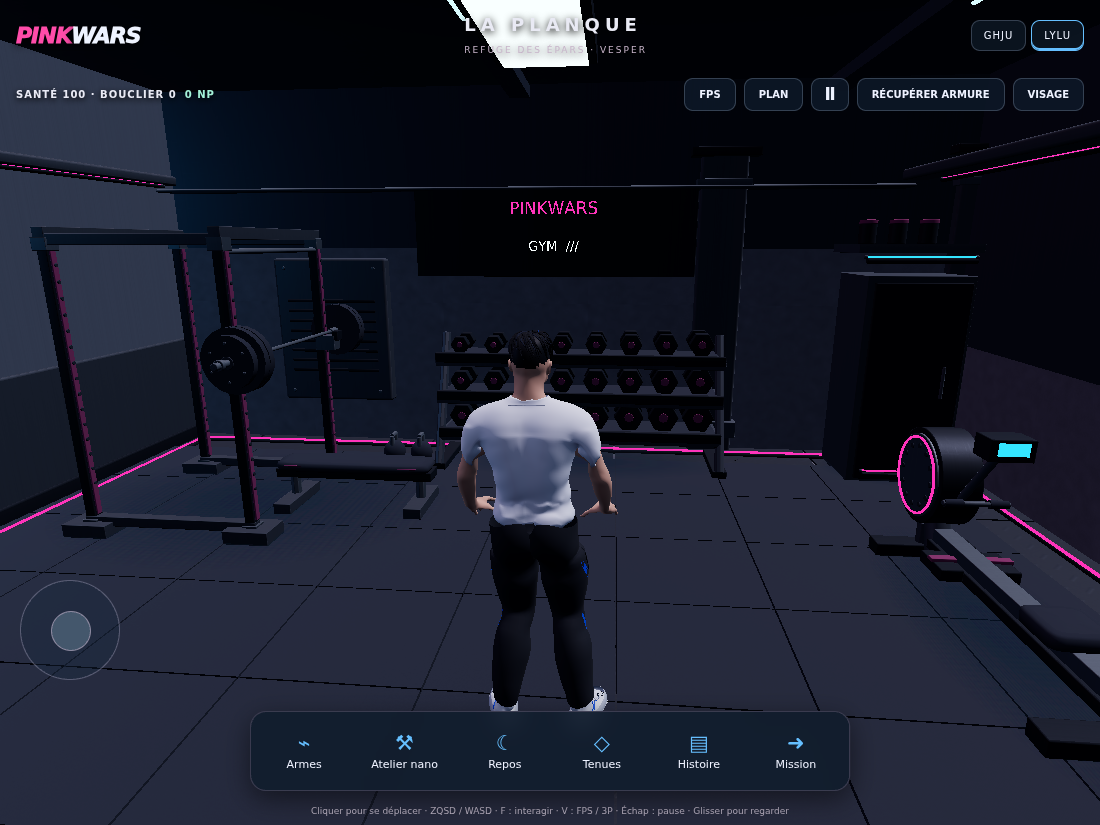 PINKWARS
LA PLANQUE
REFUGE DES ÉPARS · VESPER
GHJU
LYLU
SANTÉ 100 · BOUCLIER 0 0 NP
FPS
PLAN
RÉCUPÉRER ARMURE
VISAGE
PINKWARS
GYM ///
Armes
Atelier nano
Repos
Tenues
Histoire
Mission
Cliquer pour se déplacer · ZQSD / WASD · F : interagir · V : FPS / 3P · Échap : pause · Glisser pour regarder